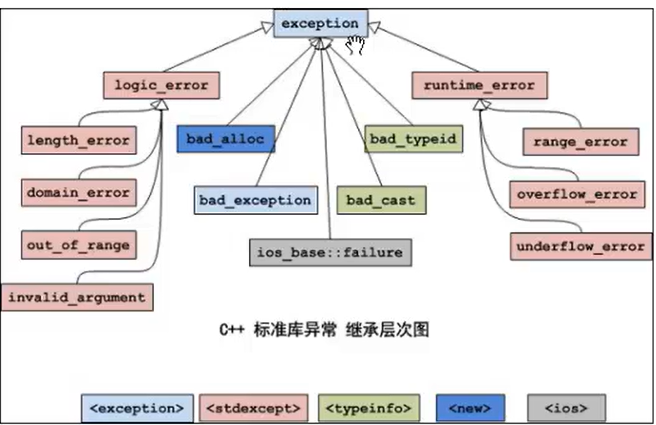 exception
logic_error
runtime_error
length_error
bad_alloc
bad_typeid
range_error
domain_error
bad_exception
bad_cast
overflow_error
out_of_range
ios_base::failure
underflow_error
invalid_argument
C++ 标准库异常 继承层次图
<exception> <stdexcept> <typeinfo> <new> <ios>